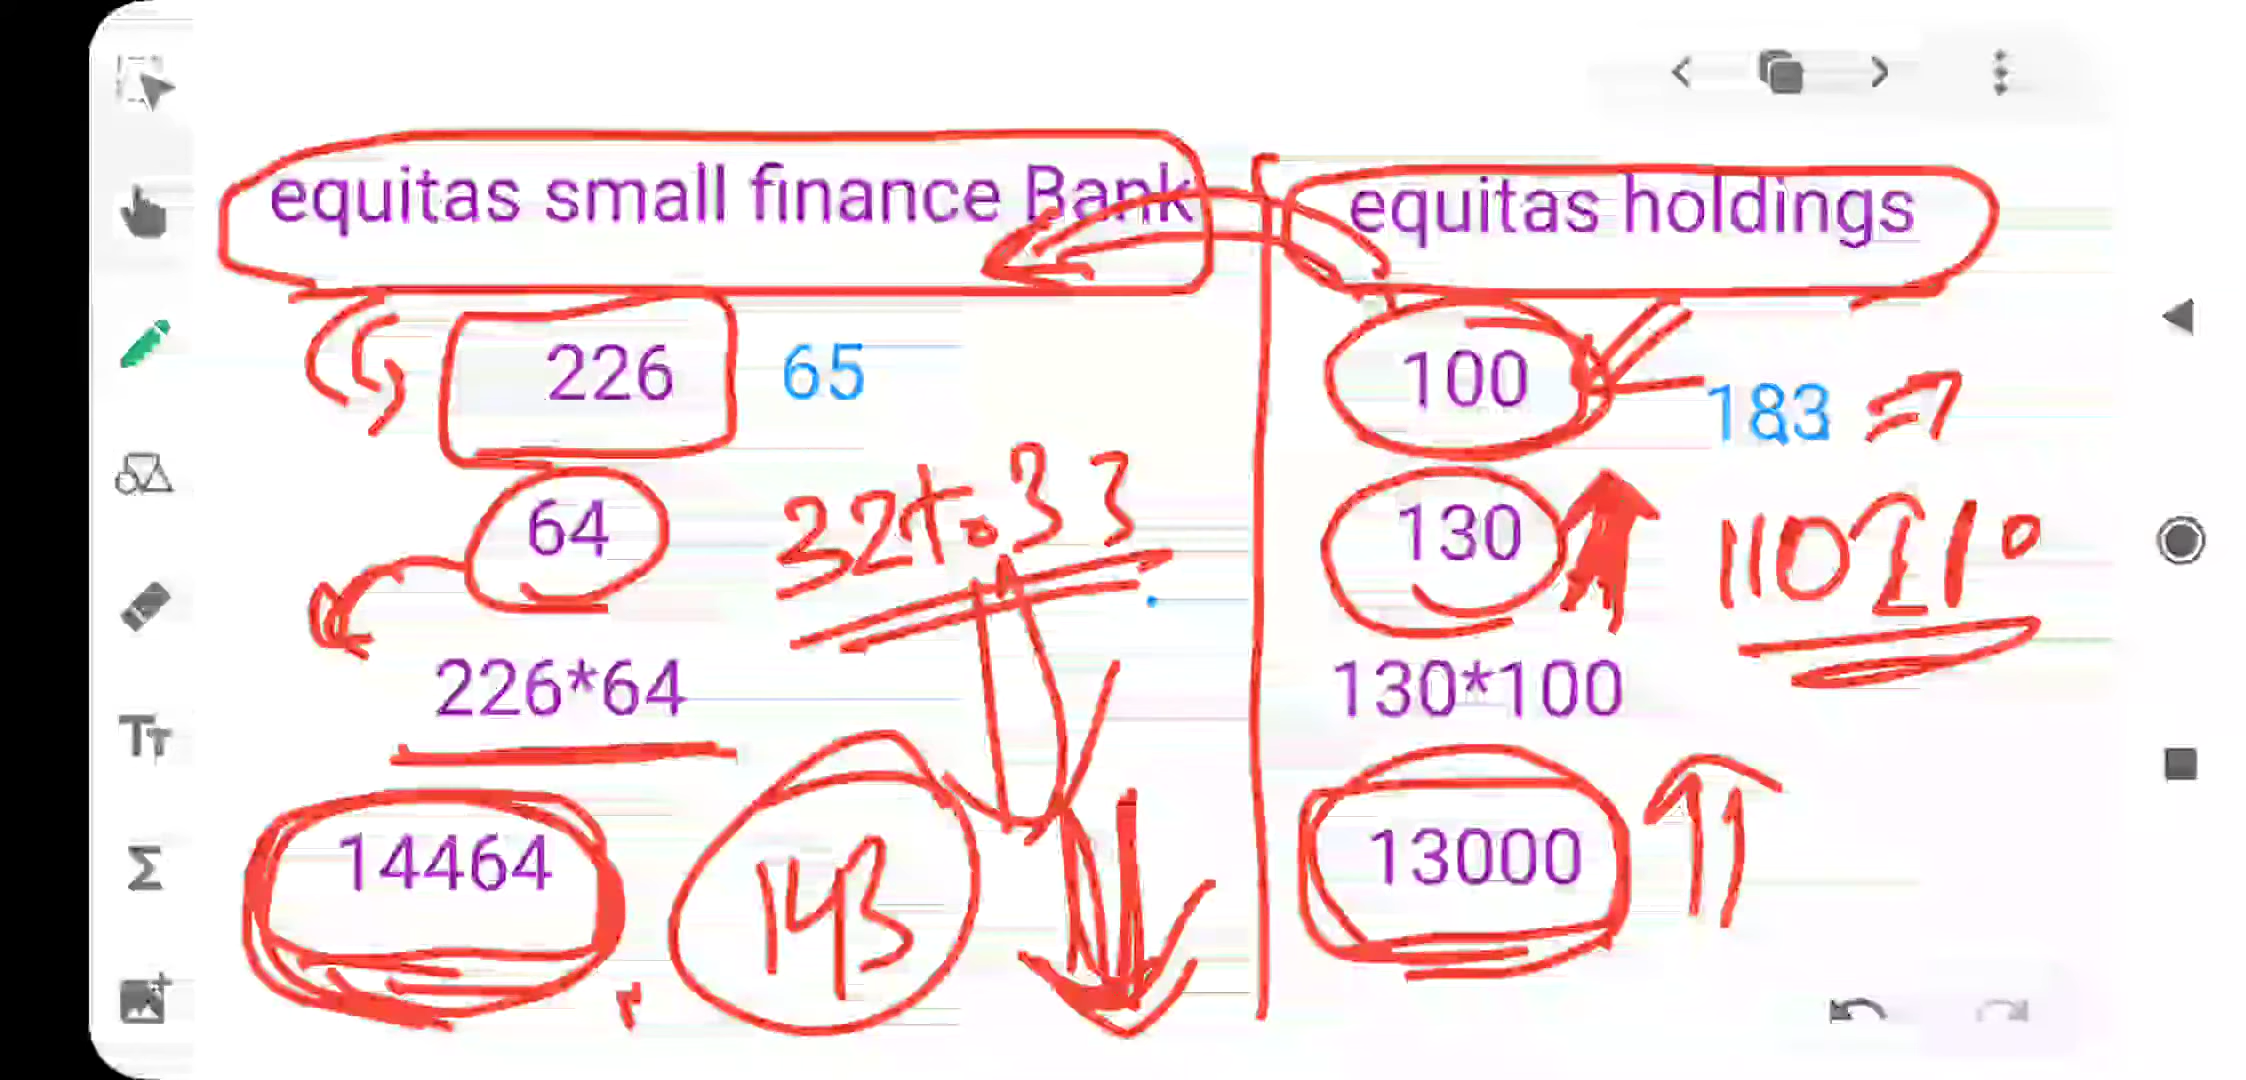 equitas small finance Bank
226 65
64 32to33
226*64
14464 143
equitas holdings
100 183
130
130*100
13000